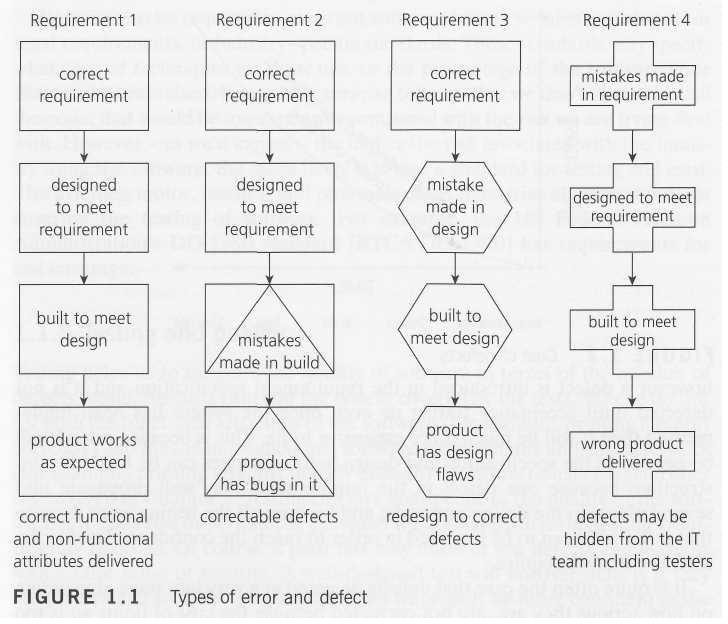 Requirement 1
correct
requirement
designed
to meet
requirement
built to meet
design
product works
as expected
correct functional
and non-functional
attributes delivered
Requirement 2
correct
requirement
designed
to meet
requirement
mistakes
made in build
product
has bugs in it
correctable defects
Requirement 3
correct
requirement
mistake
made in
design
built to
meet design
product
has design
flaws
redesign to correct
defects
Requirement 4
mistakes made
in requirement
designed to meet
requirement
built to meet
design
wrong product
delivered
defects may be
hidden from the IT
team including testers
FIGURE 1.1 Types of error and defect